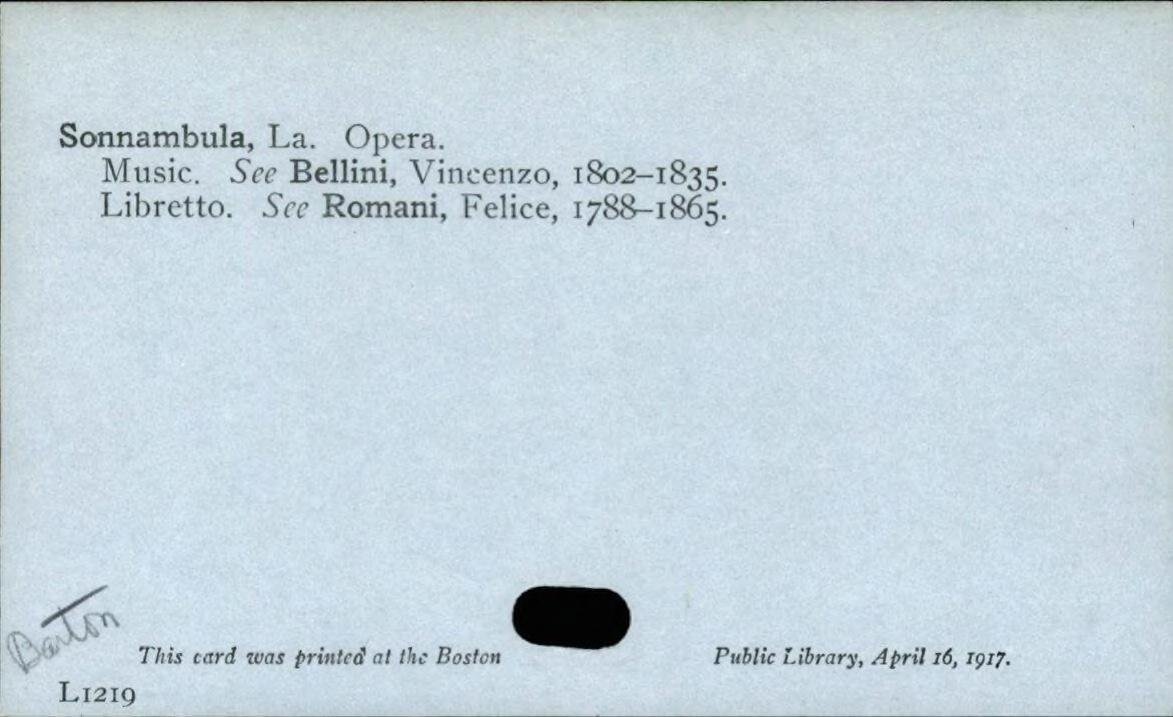 Sonnambula, La. Opera.
Music. See Bellini, Vincenzo, 1802–1835.
Libretto. See Romani, Felice, 1788–1865.
Barton
This card was printed at the Boston Public Library, April 16, 1917.
L1219